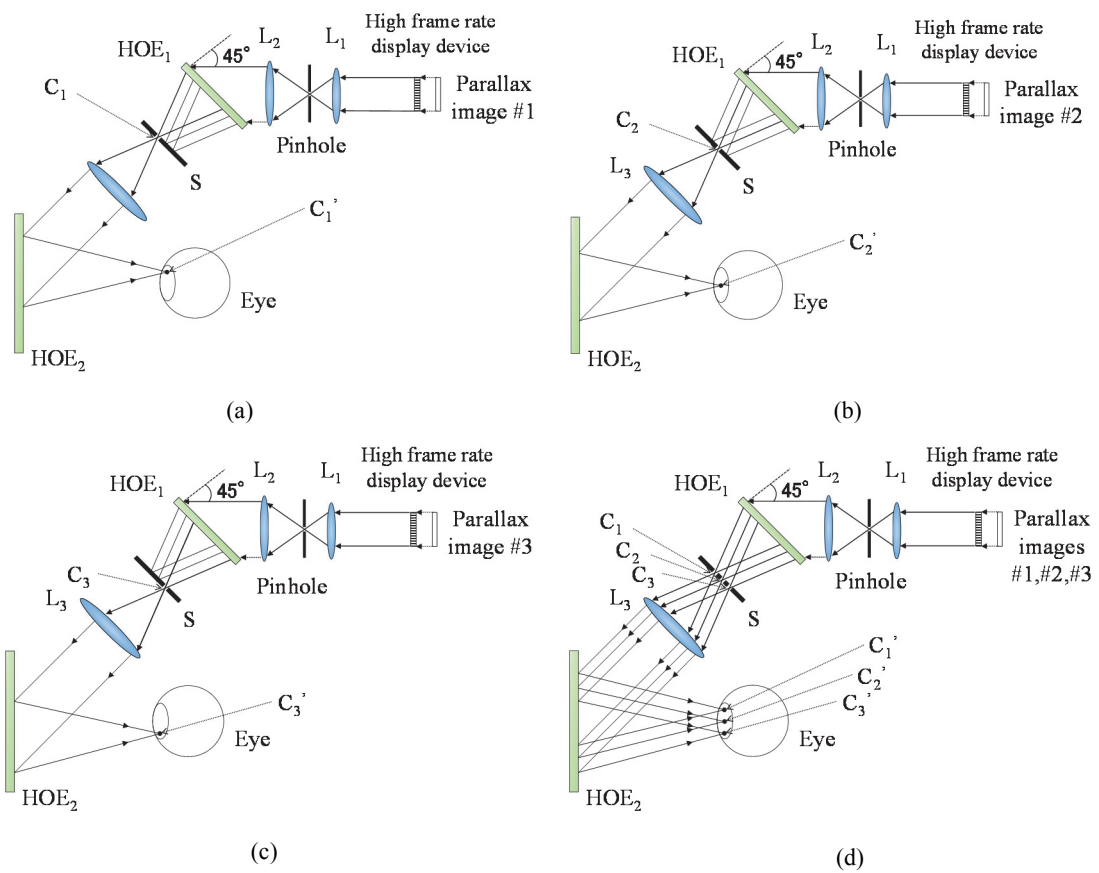 High frame rate
display device
L₂
L₁
HOE₁
45°
C₁
Parallax
image #1
Pinhole
S
C₁’
Eye
HOE₂
(a)
High frame rate
display device
L₂
L₁
HOE₁
45°
Parallax
image #2
C₂
Pinhole
L₃
S
C₂’
Eye
HOE₂
(b)
High frame rate
display device
L₂
L₁
HOE₁
45°
Parallax
image #3
C₃
Pinhole
L₃
S
C₃’
Eye
HOE₂
(c)
High frame rate
display device
L₂
L₁
HOE₁
45°
C₁
C₂
C₃
Parallax
images
#1,#2,#3
Pinhole
L₃
S
C₁’
C₂’
C₃’
Eye
HOE₂
(d)